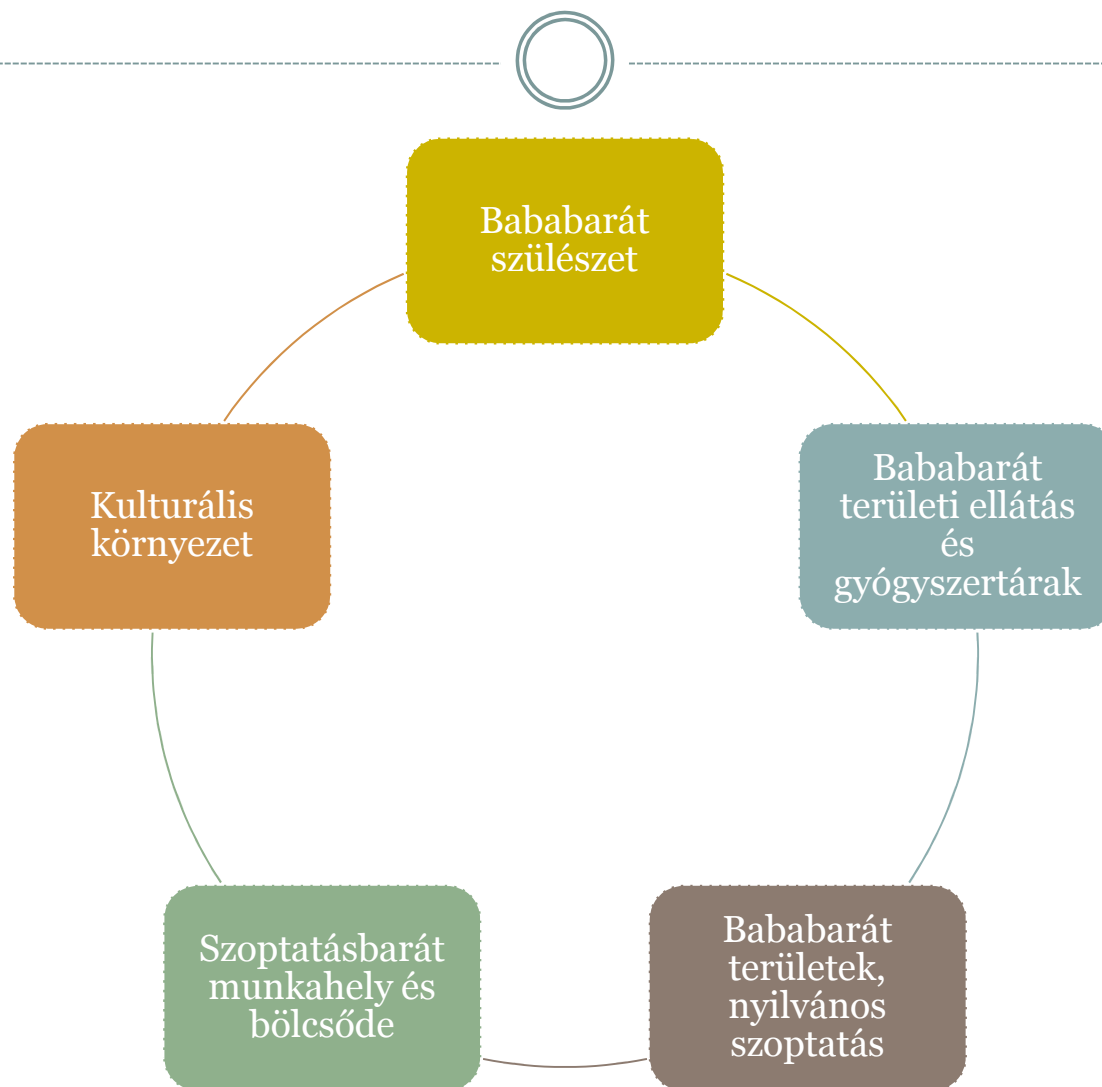 Bababarát
szülészet
Bababarát
területi ellátás
és
gyógyszertárak
Bababarát
területek,
nyilvános
szoptatás
Szoptatásbarát
munkahely és
bölcsőde
Kulturális
környezet